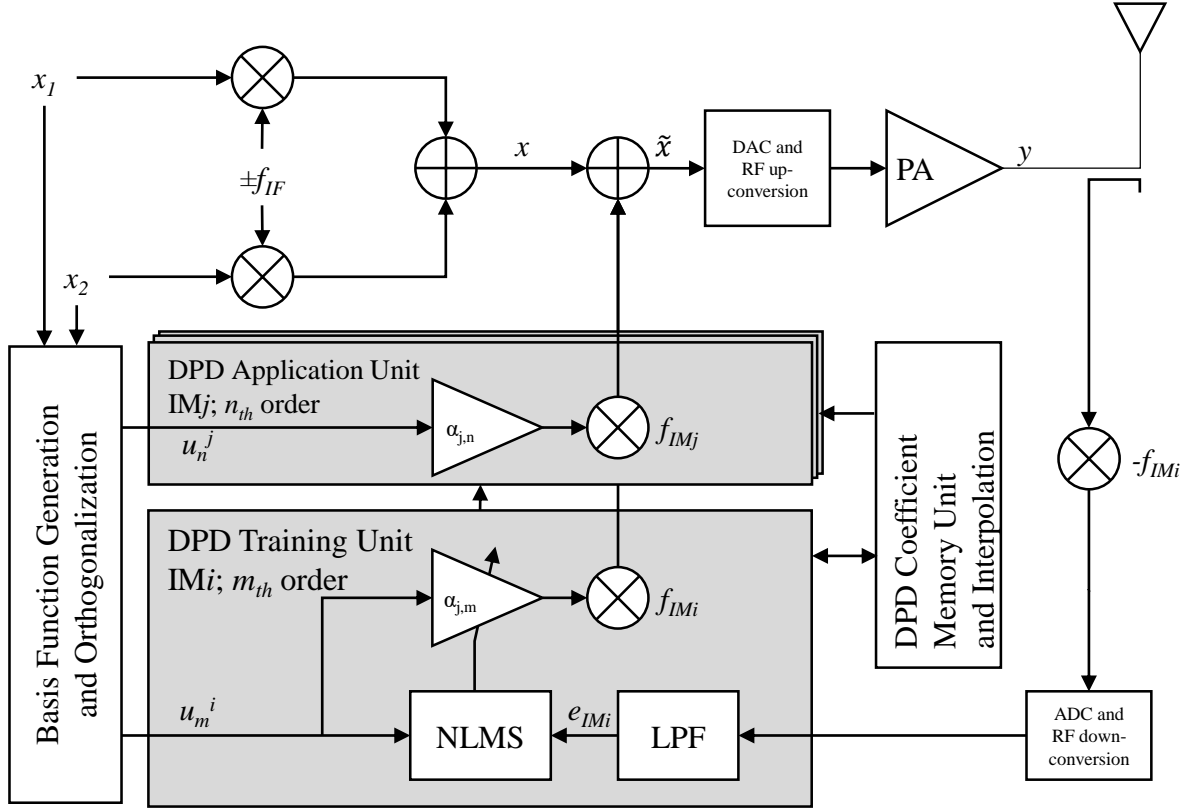 x1
±fIF
x2
x
x̃
DAC and
RF up-
conversion
PA
y
Basis Function Generation
and Orthogonalization
DPD Application Unit
IMj; nth order
unj
αj,n
fIMj
DPD Training Unit
IMi; mth order
αj,m
fIMi
umi
NLMS
eIMi
LPF
DPD Coefficient
Memory Unit
and Interpolation
-fIMi
ADC and
RF down-
conversion